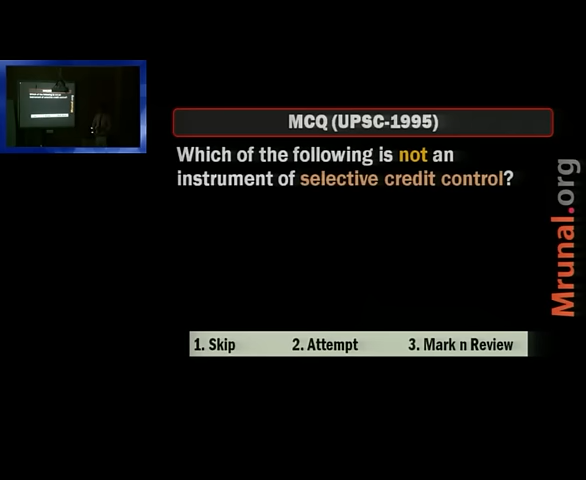 MCQ (UPSC-1995)
Which of the following is not an
instrument of selective credit control?
Mrunal.org
1. Skip 2. Attempt 3. Mark n Review